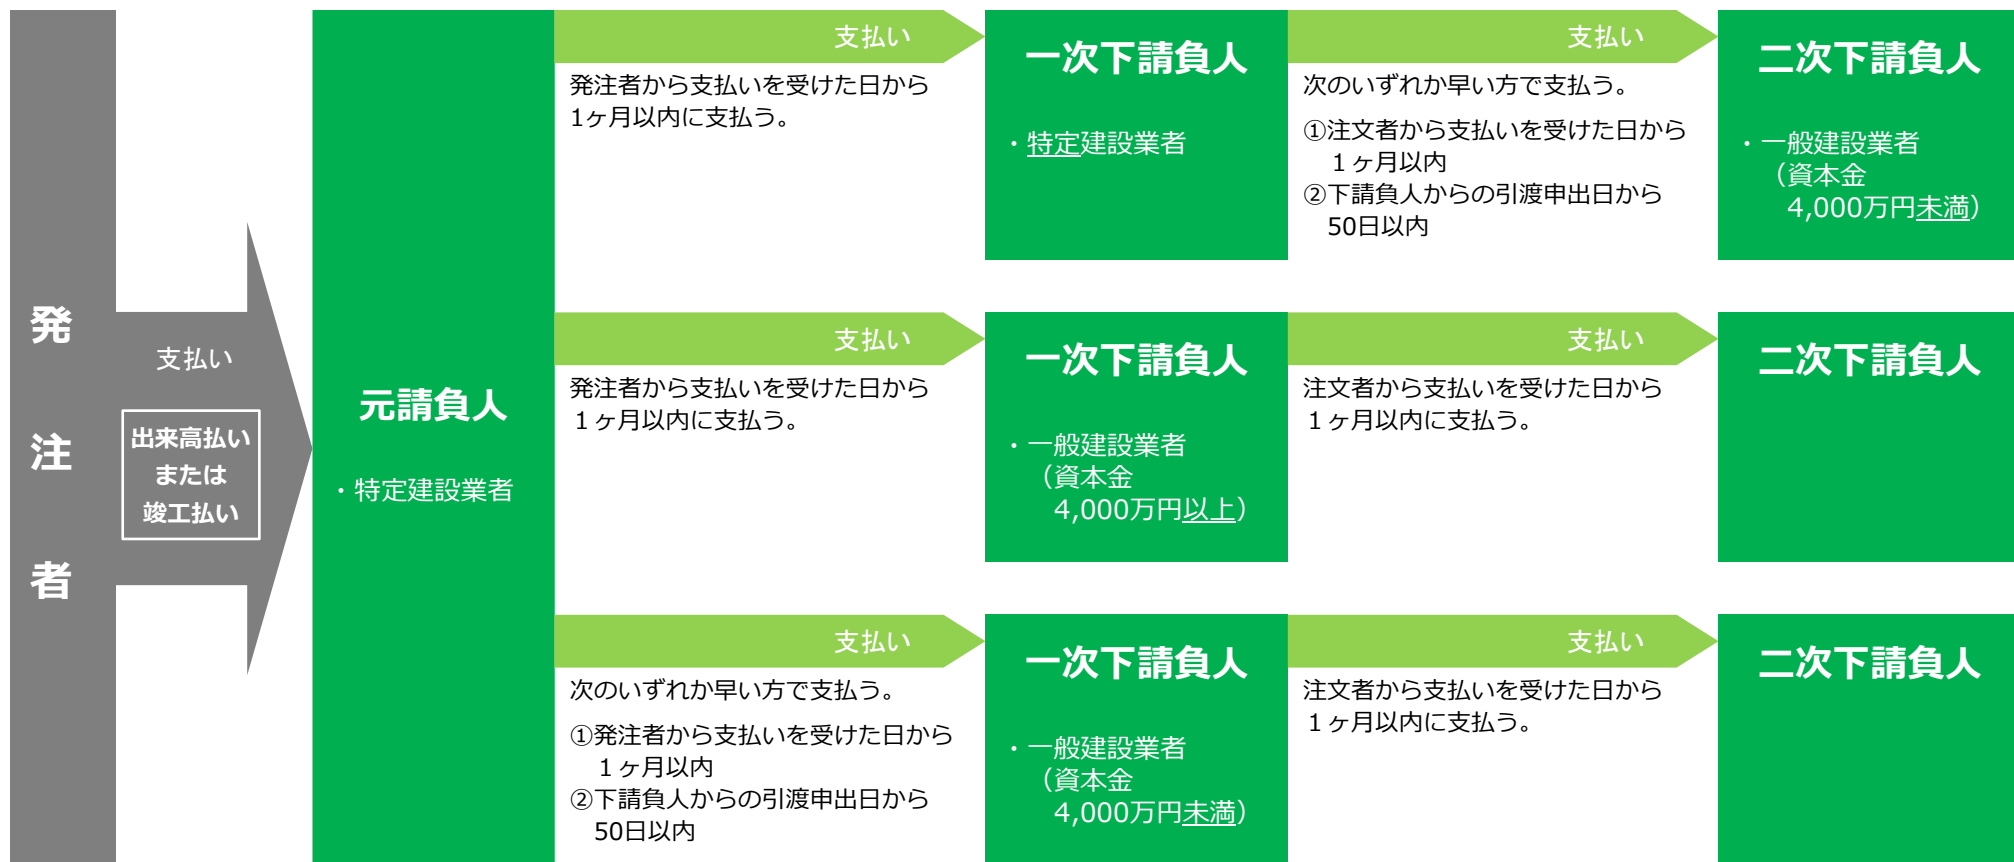 発
注
者
支払い
出来高払い
または
竣工払い
元請負人
・特定建設業者
支払い
発注者から支払いを受けた日から
1ヶ月以内に支払う。
一次下請負人
・特定建設業者
支払い
次のいずれか早い方で支払う。
①注文者から支払いを受けた日から
１ヶ月以内
②下請負人からの引渡申出日から
50日以内
二次下請負人
・一般建設業者
（資本金
4,000万円未満）
支払い
発注者から支払いを受けた日から
１ヶ月以内に支払う。
一次下請負人
・一般建設業者
（資本金
4,000万円以上）
支払い
注文者から支払いを受けた日から
１ヶ月以内に支払う。
二次下請負人
支払い
次のいずれか早い方で支払う。
①発注者から支払いを受けた日から
１ヶ月以内
②下請負人からの引渡申出日から
50日以内
一次下請負人
・一般建設業者
（資本金
4,000万円未満）
支払い
注文者から支払いを受けた日から
１ヶ月以内に支払う。
二次下請負人